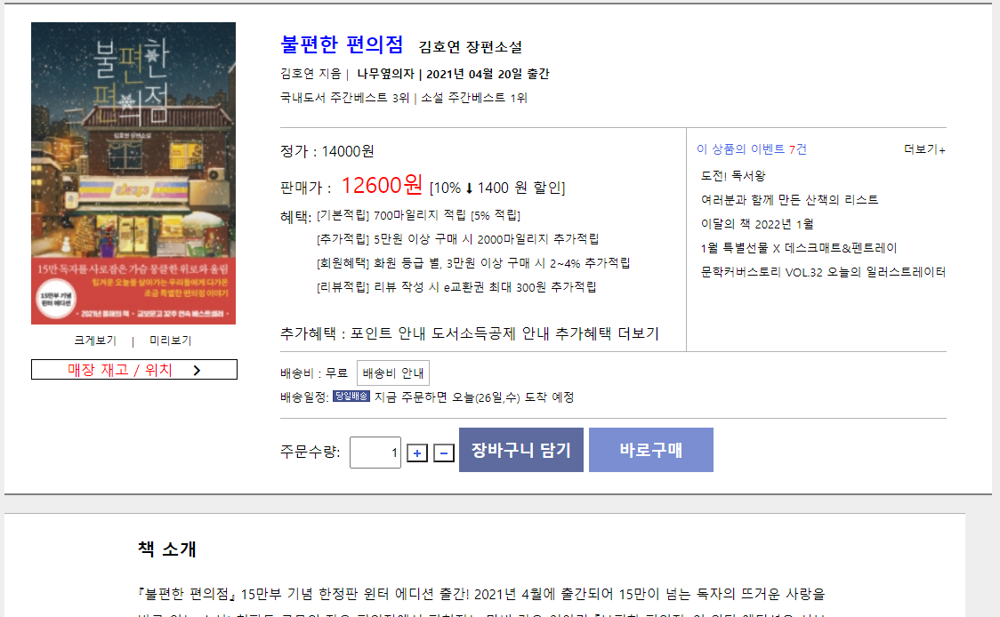 불편한
편의점
김호연 장편소설
always
15만 독자를 사로잡은 가슴 뭉클한 위로와 울림
힘겨운 오늘을 살아가는 우리들에게 다가온
조금 특별한 편의점 이야기
15만부 기념
윈터 에디션
• 2021년 올해의 책 • 교보문고 32주 연속 베스트셀러 •
크게보기 | 미리보기
매장 재고 / 위치
불편한 편의점 김호연 장편소설
김호연 지음 | 나무옆의자 | 2021년 04월 20일 출간
국내도서 주간베스트 3위 | 소설 주간베스트 1위
정가 : 14000원
판매가 : 12600원 [10% ⬇ 1400 원 할인]
혜택: [기본적립] 700마일리지 적립 [5% 적립]
[추가적립] 5만원 이상 구매 시 2000마일리지 추가적립
[회원혜택] 화원 등급 별, 3만원 이상 구매 시 2~4% 추가적립
[리뷰적립] 리뷰 작성 시 e교환권 최대 300원 추가적립
추가혜택 : 포인트 안내 도서소득공제 안내 추가혜택 더보기
이 상품의 이벤트 7건 더보기+
도전! 독서왕
여러분과 함께 만든 산책의 리스트
이달의 책 2022년 1월
1월 특별선물 X 데스크매트&펜트레이
문학커버스토리 VOL.32 오늘의 일러스트레이터
배송비 : 무료 배송비 안내
배송일정: 당일배송 지금 주문하면 오늘(26일,수) 도착 예정
주문수량: 1 + − 장바구니 담기 바로구매
책 소개
『불편한 편의점』 15만부 기념 한정판 윈터 에디션 출간! 2021년 4월에 출간되어 15만이 넘는 독자의 뜨거운 사랑을